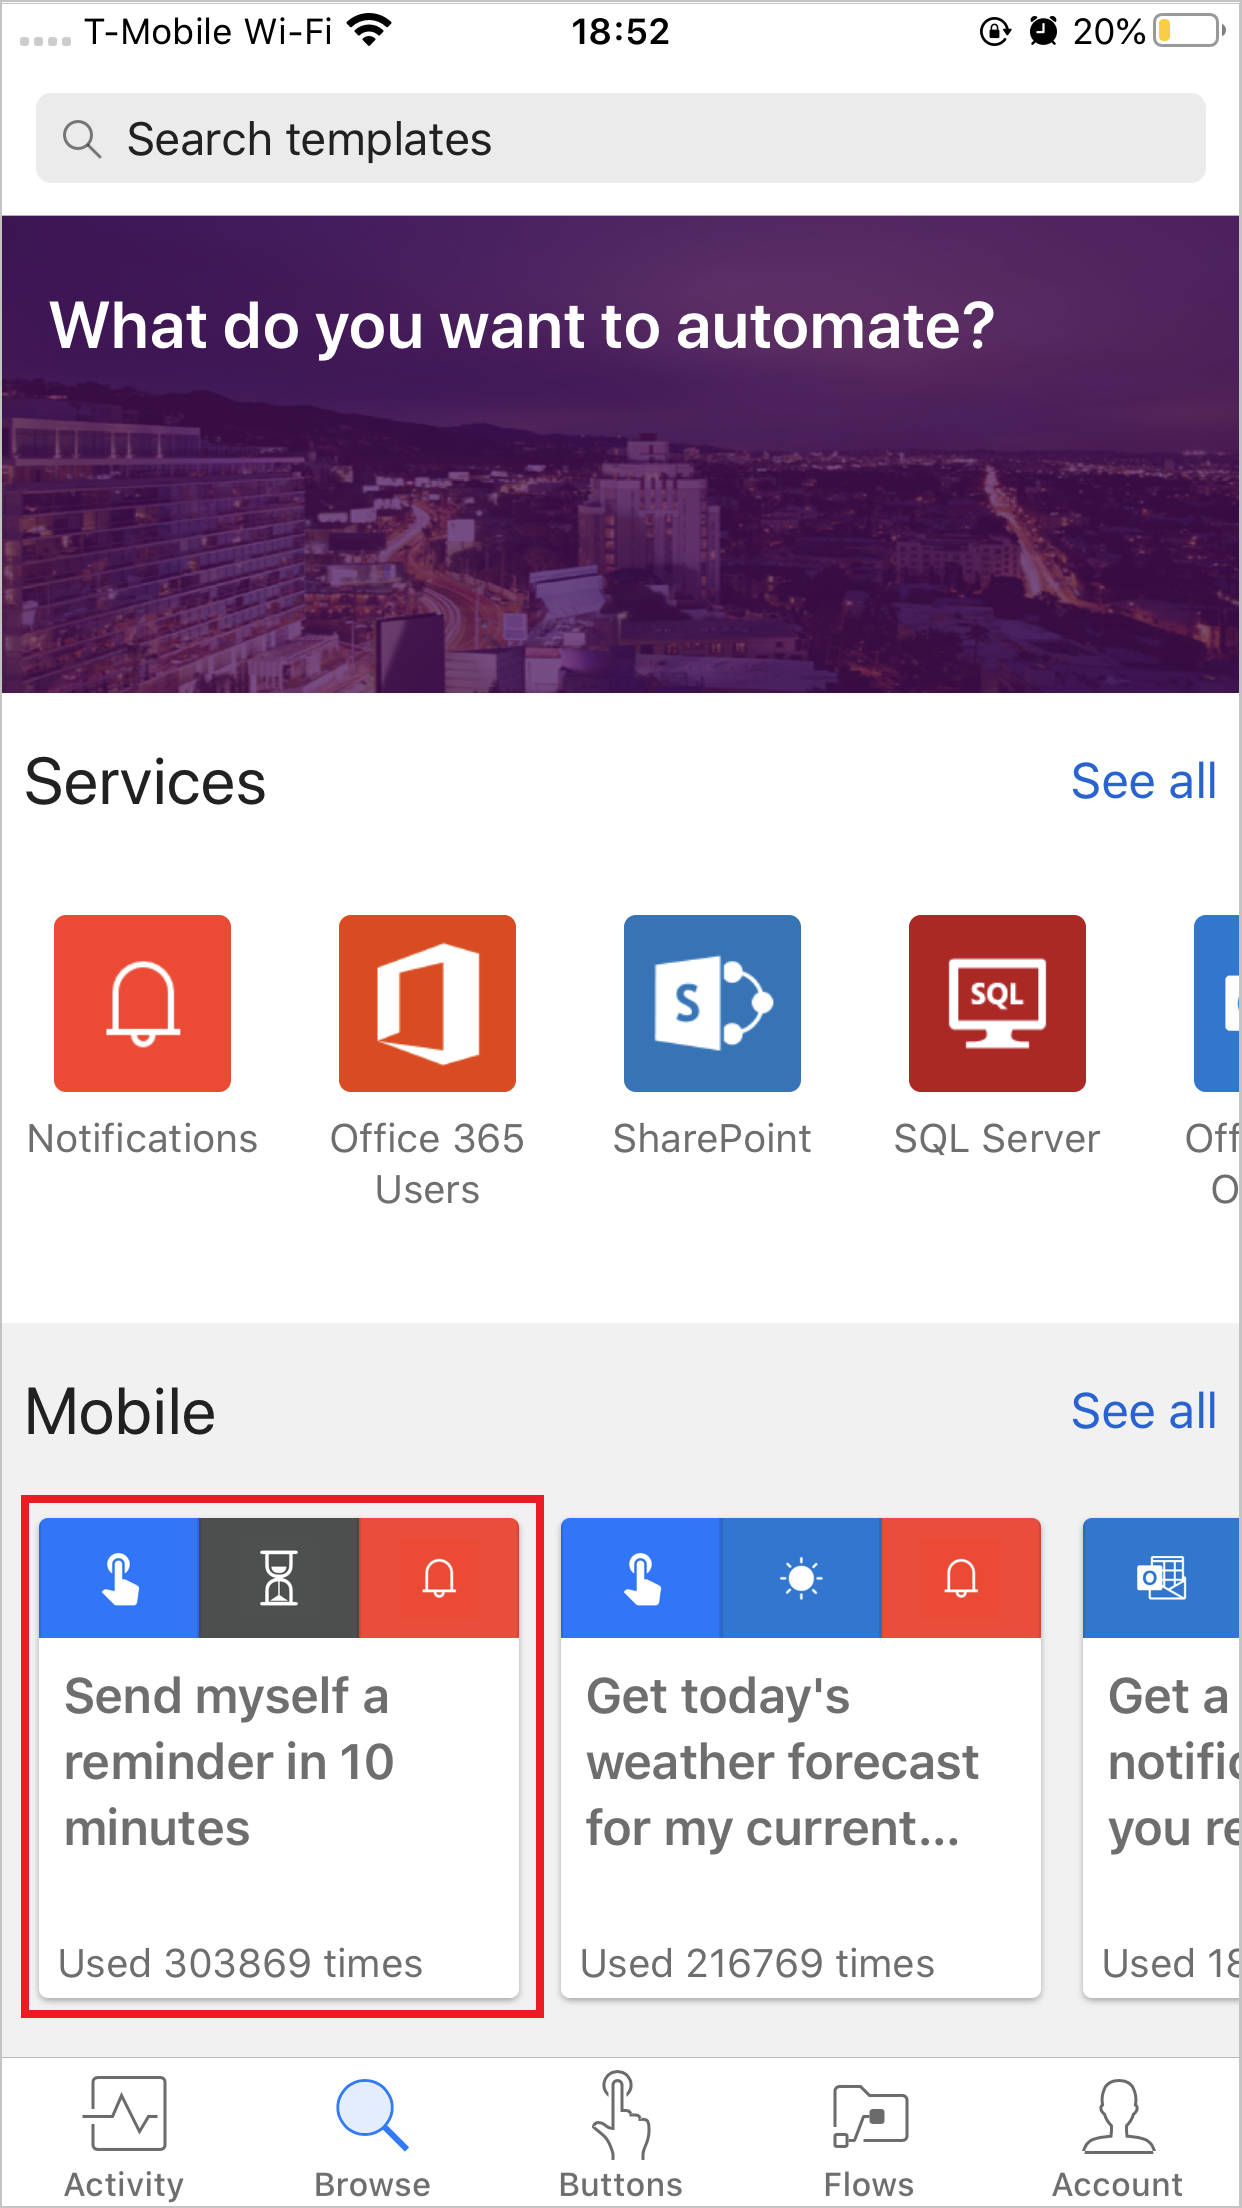 T-Mobile Wi-Fi 18:52 20%
Search templates
What do you want to automate?
Services See all
S SQL
Notifications Office 365 Users SharePoint SQL Server Off
O
Mobile See all
Send myself a
reminder in 10
minutes
Used 303869 times
Get today's
weather forecast
for my current...
Used 216769 times
Get a
notific
you re
Used 18
Activity Browse Buttons Flows Account